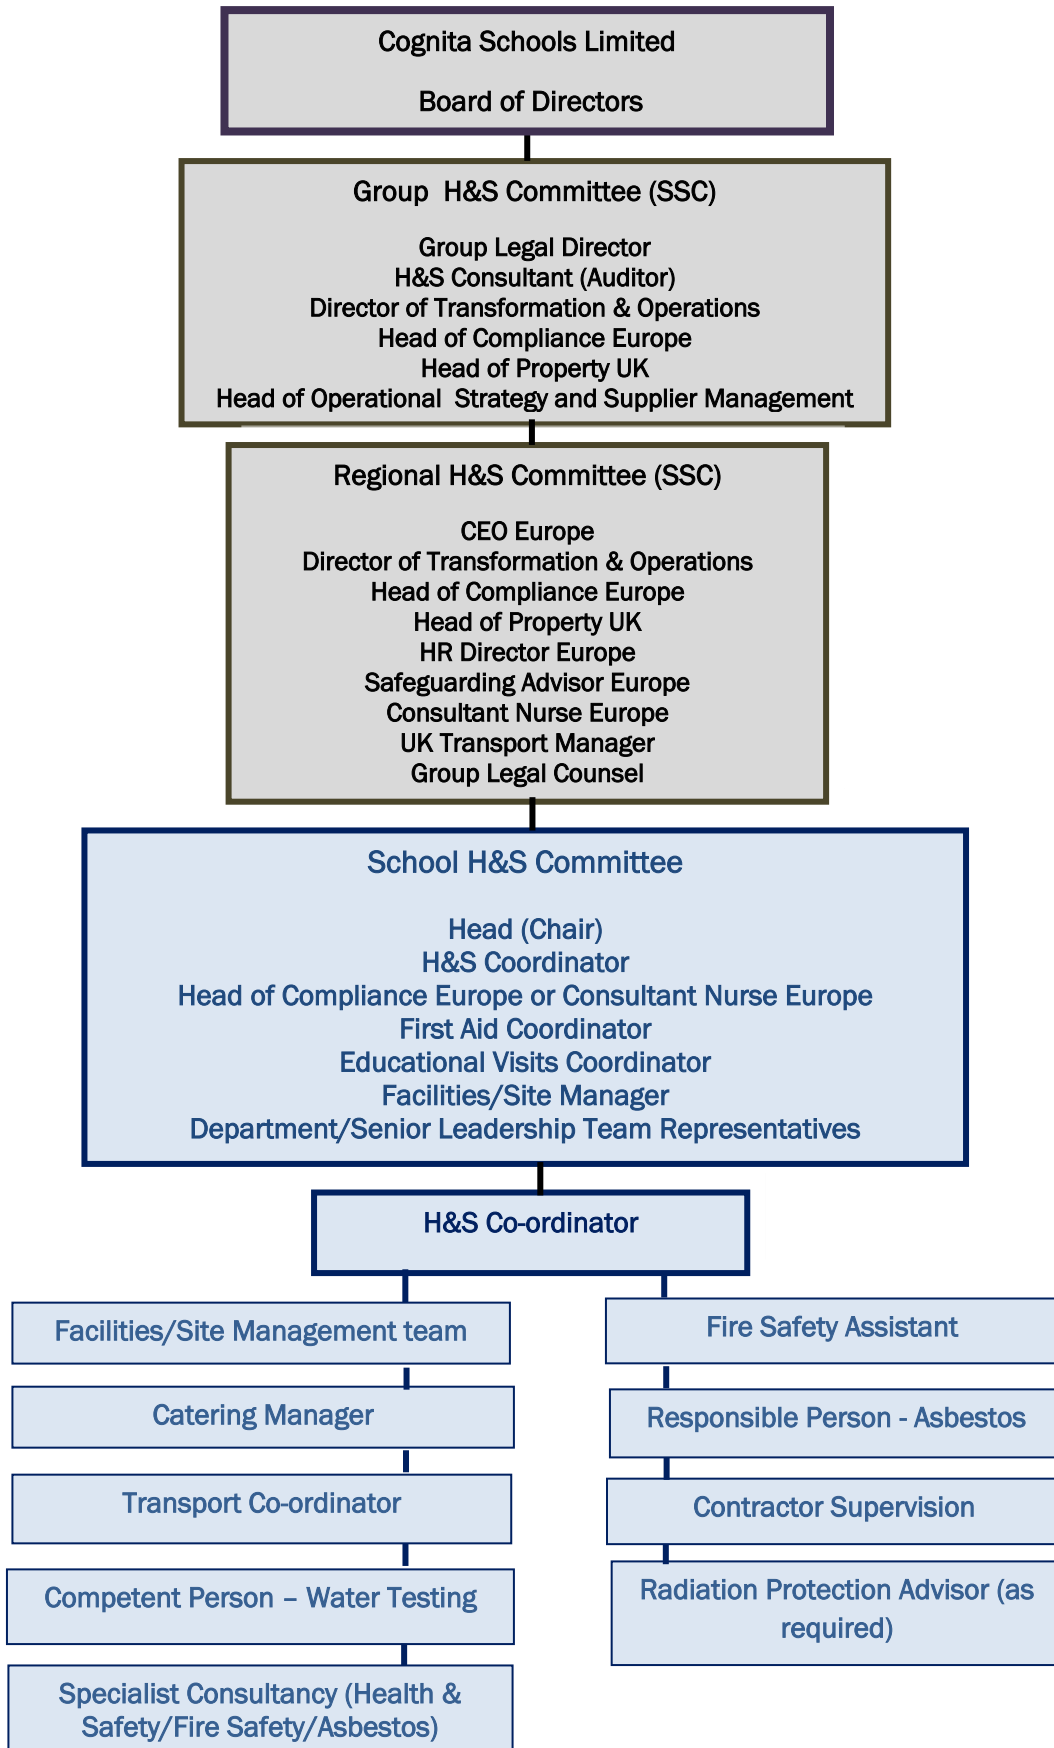 Cognita Schools Limited
Board of Directors
Group H&S Committee (SSC)
Group Legal Director
H&S Consultant (Auditor)
Director of Transformation & Operations
Head of Compliance Europe
Head of Property UK
Head of Operational Strategy and Supplier Management
Regional H&S Committee (SSC)
CEO Europe
Director of Transformation & Operations
Head of Compliance Europe
Head of Property UK
HR Director Europe
Safeguarding Advisor Europe
Consultant Nurse Europe
UK Transport Manager
Group Legal Counsel
School H&S Committee
Head (Chair)
H&S Coordinator
Head of Compliance Europe or Consultant Nurse Europe
First Aid Coordinator
Educational Visits Coordinator
Facilities/Site Manager
Department/Senior Leadership Team Representatives
H&S Co-ordinator
Facilities/Site Management team
Catering Manager
Transport Co-ordinator
Competent Person – Water Testing
Specialist Consultancy (Health &
Safety/Fire Safety/Asbestos)
Fire Safety Assistant
Responsible Person - Asbestos
Contractor Supervision
Radiation Protection Advisor (as
required)